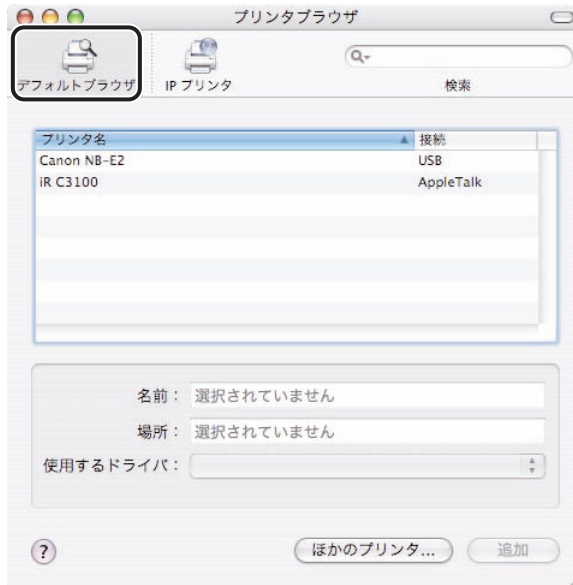 プリンタブラウザ
デフォルトブラウザ
IP プリンタ
検索
プリンタ名 接続
Canon NB-E2 USB
iR C3100 AppleTalk
名前： 選択されていません
場所： 選択されていません
使用するドライバ：
? ほかのプリンタ... 追加